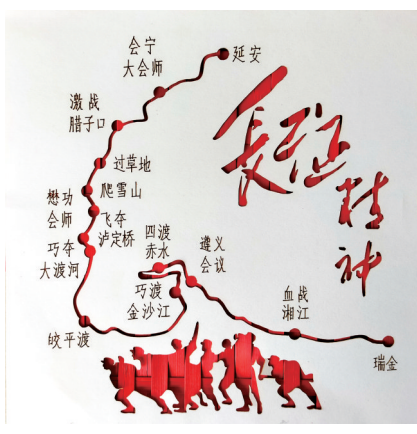 会宁
大会师
延安
激战
腊子口
过草地
爬雪山
懋功
会师
飞夺
泸定桥
巧夺
大渡河
四渡
赤水
遵义
会议
巧渡
金沙江
血战
湘江
皎平渡
瑞金
長征精神